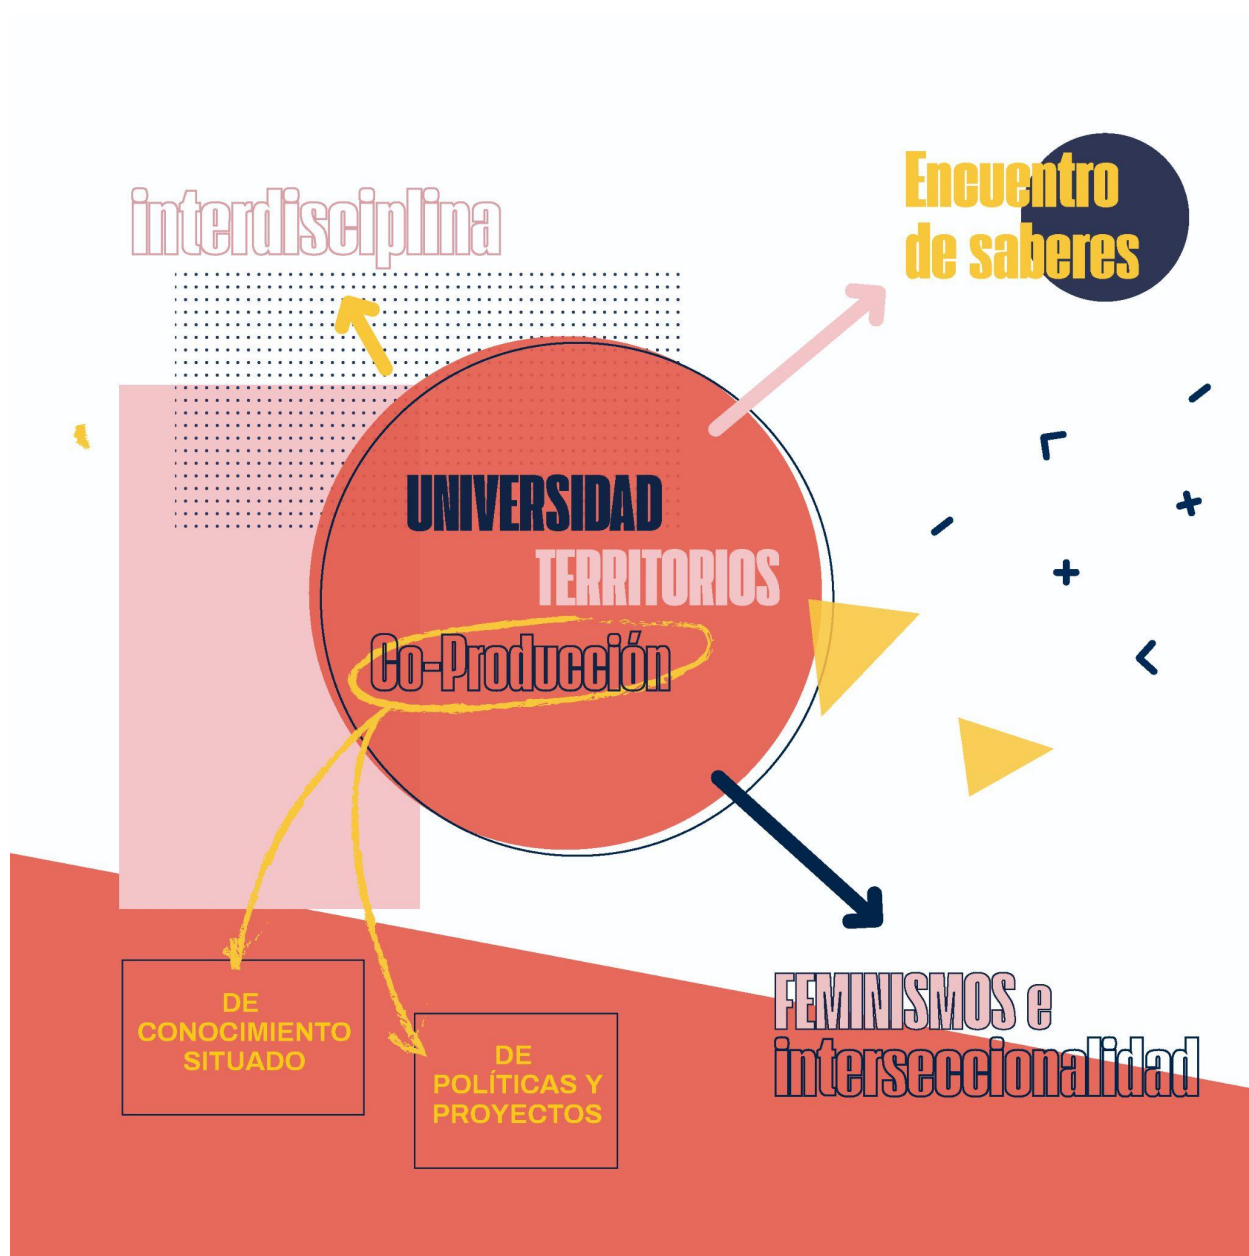 interdisciplina
Encuentro
de saberes
UNIVERSIDAD
TERRITORIOS
Co-Producción
DE
CONOCIMIENTO
SITUADO
DE
POLÍTICAS Y
PROYECTOS
FEMINISMOS e
interseccionalidad